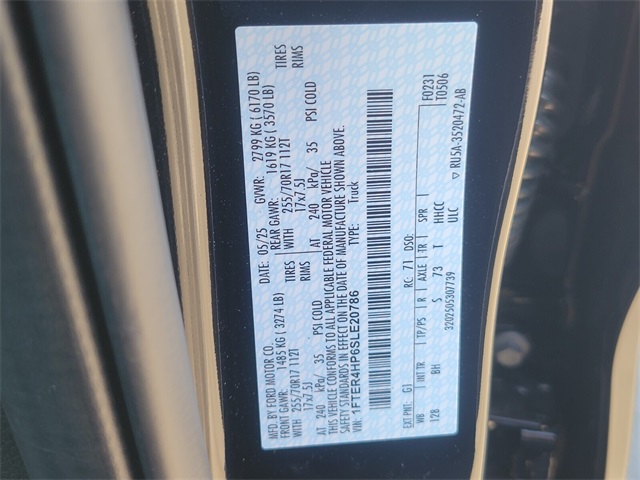 MFD. BY FORD MOTOR CO.
DATE: 05/25 GVWR: 2799 KG ( 6170 LB)
FRONT GAWR: 1485 KG ( 3274 LB) REAR GAWR: 1619 KG ( 3570 LB)
WITH 255/70R17 112T TIRES WITH 255/70R17 112T TIRES
17x7.5J RIMS 17x7.5J RIMS
AT 240 kPa/ 35 PSI COLD AT 240 kPa/ 35 PSI COLD
THIS VEHICLE CONFORMS TO ALL APPLICABLE FEDERAL MOTOR VEHICLE
SAFETY STANDARDS IN EFFECT ON THE DATE OF MANUFACTURE SHOWN ABOVE.
VIN: 1FTER4HP6SLE20786 TYPE: Truck
F0231
T0506
EXT PNT: G1 RC: 71 DSO:
WB INT TR TP/PS R AXLE TR SPR
128 BH S 73 T HHCC
ULC
3202505307739 RU5A-3520472-AB